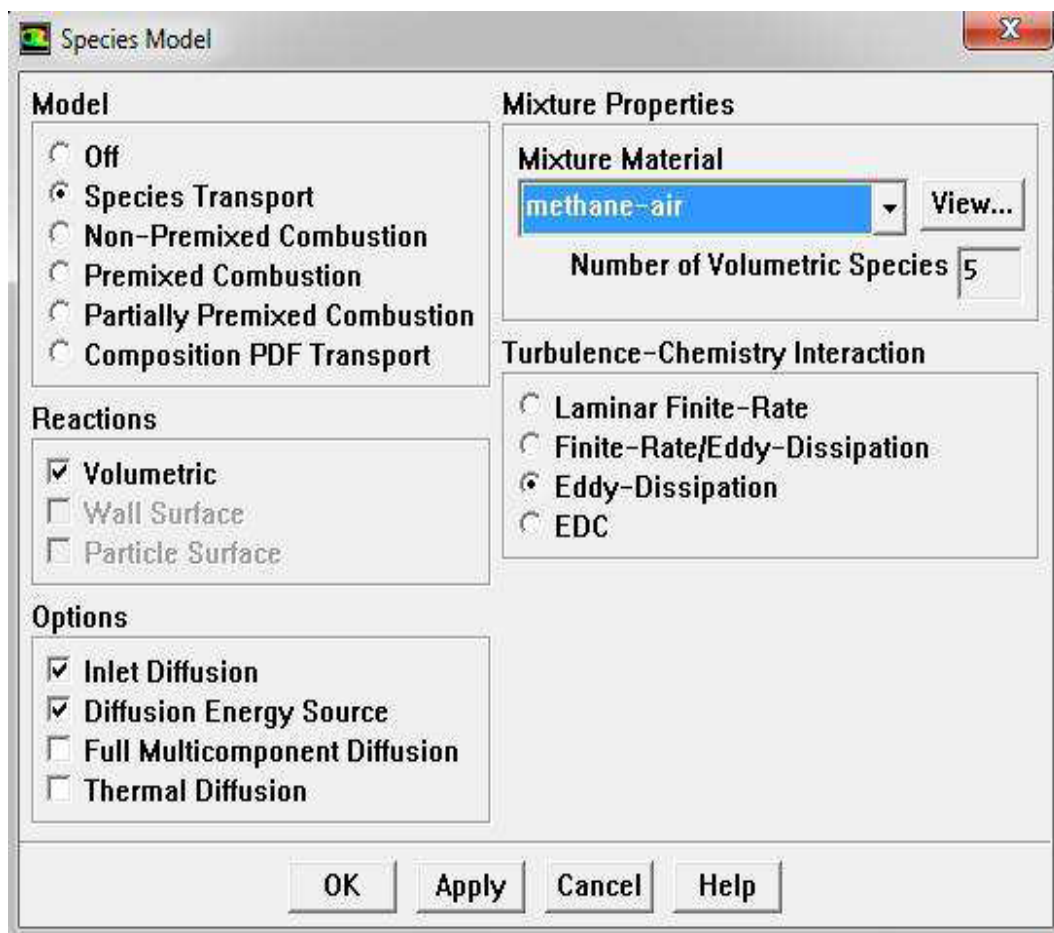 Species Model
Model
Off
Species Transport
Non-Premixed Combustion
Premixed Combustion
Partially Premixed Combustion
Composition PDF Transport
Reactions
Volumetric
Wall Surface
Particle Surface
Options
Inlet Diffusion
Diffusion Energy Source
Full Multicomponent Diffusion
Thermal Diffusion
Mixture Properties
Mixture Material
methane-air
View...
Number of Volumetric Species 5
Turbulence-Chemistry Interaction
Laminar Finite-Rate
Finite-Rate/Eddy-Dissipation
Eddy-Dissipation
EDC
OK Apply Cancel Help